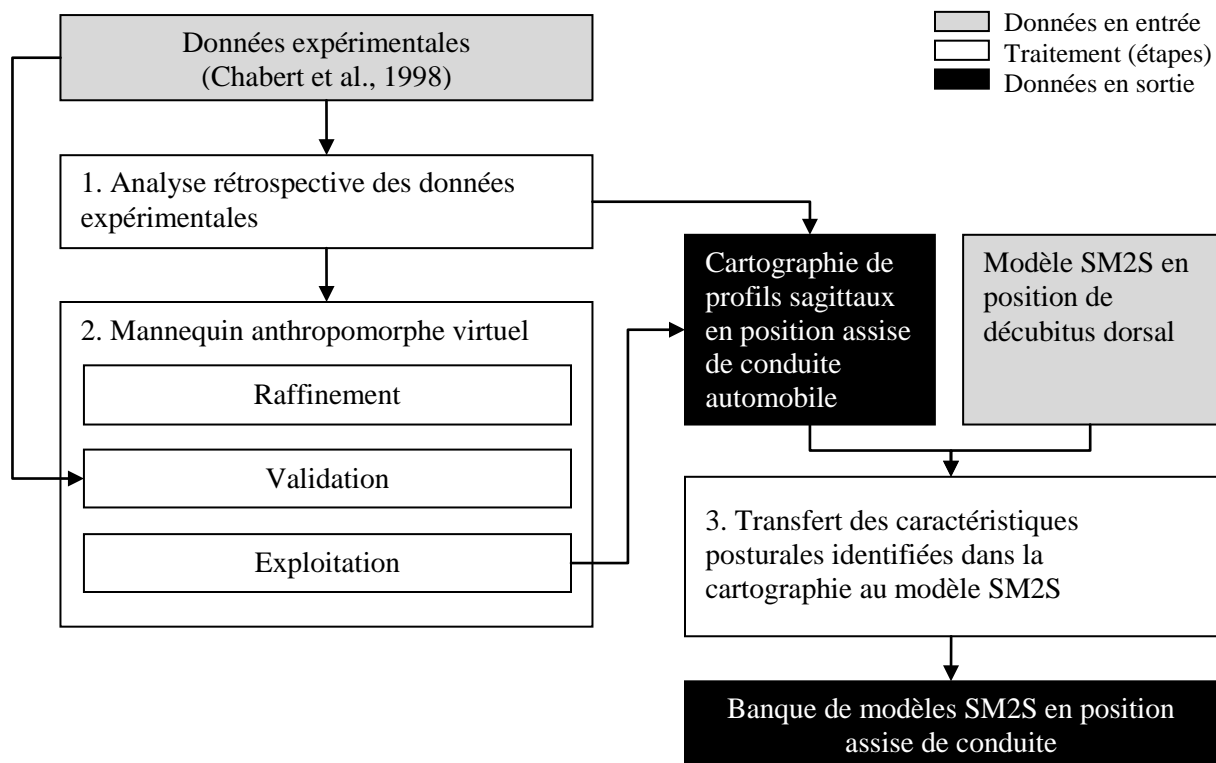 Données expérimentales
(Chabert et al., 1998)
Données en entrée
Traitement (étapes)
Données en sortie
1. Analyse rétrospective des données
expérimentales
2. Mannequin anthropomorphe virtuel
Raffinement
Validation
Exploitation
Cartographie de
profils sagittaux
en position assise
de conduite
automobile
Modèle SM2S en
position de
décubitus dorsal
3. Transfert des caractéristiques
posturales identifiées dans la
cartographie au modèle SM2S
Banque de modèles SM2S en position
assise de conduite